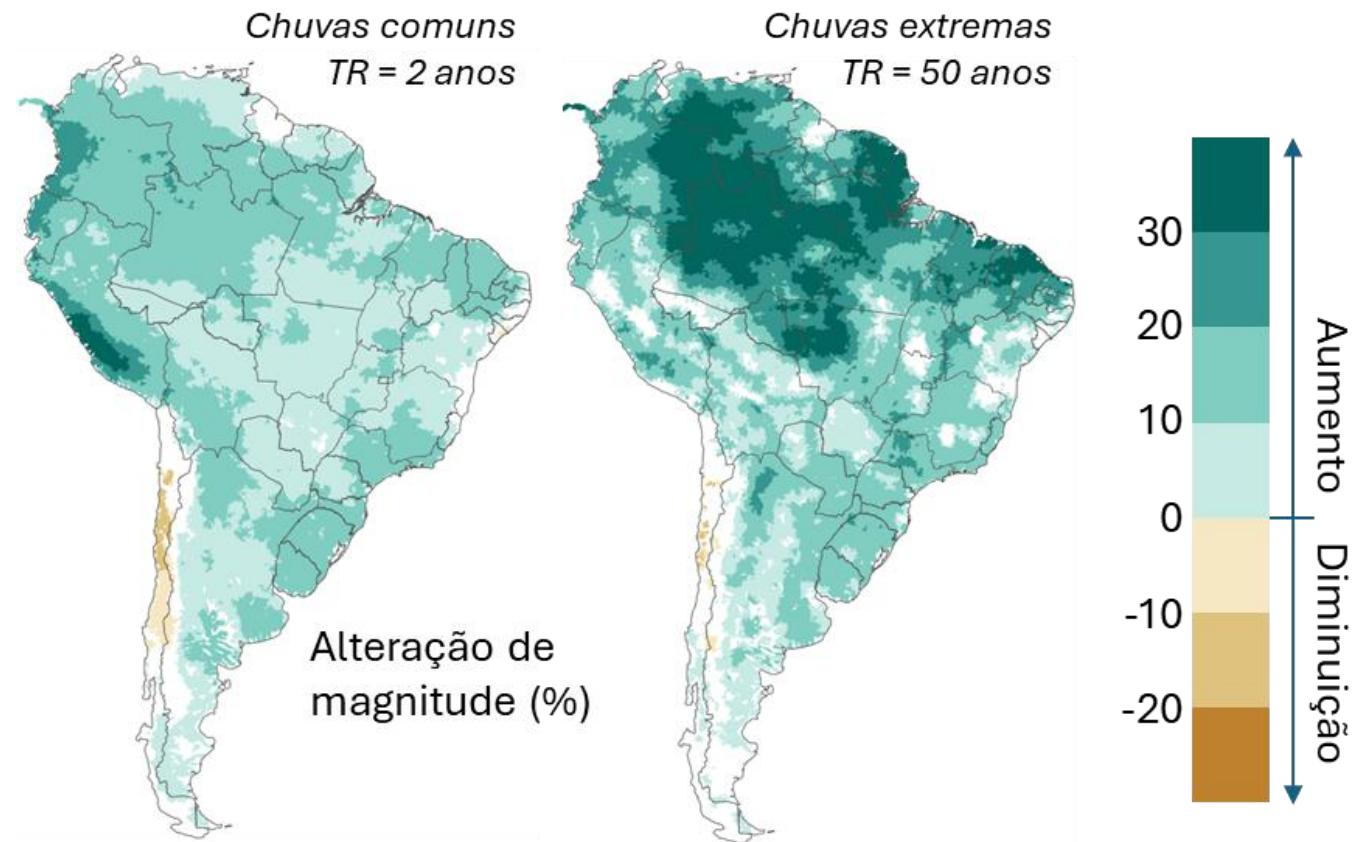 Chuvas comuns
TR = 2 anos
Chuvas extremas
TR = 50 anos
Alteração de
magnitude (%)
30
20
10
0
-10
-20
Aumento
Diminuição